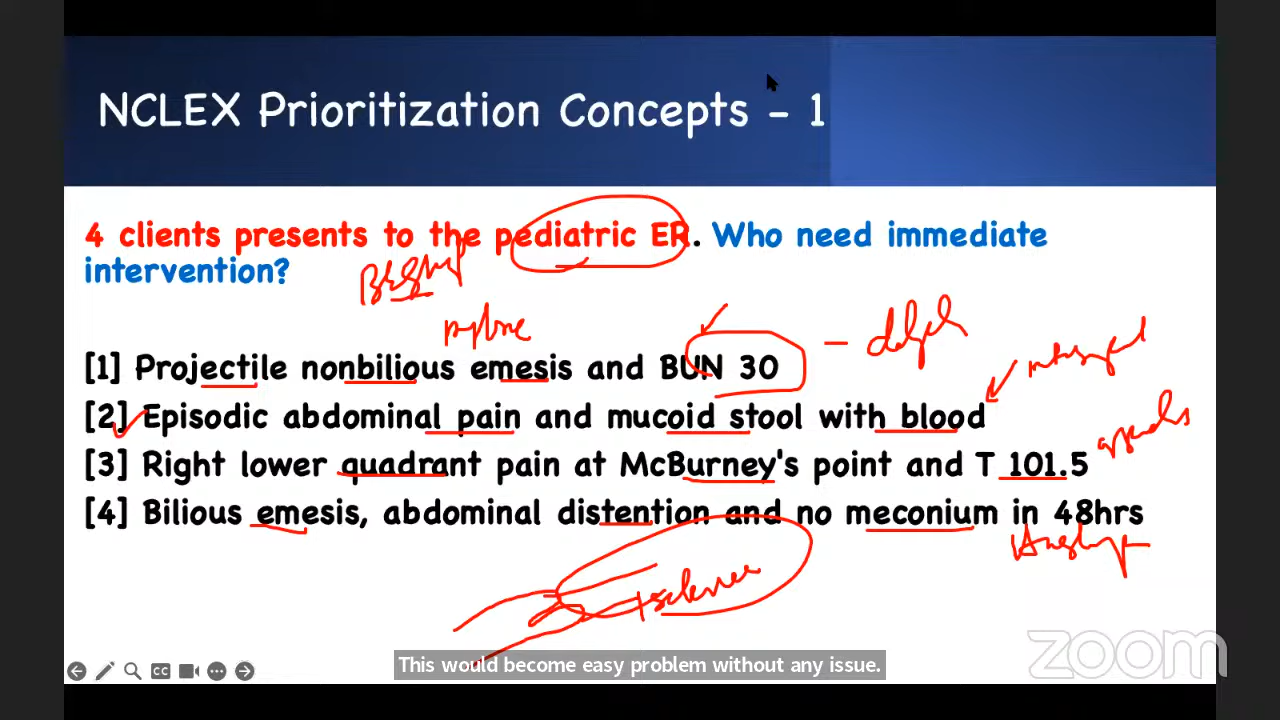 NCLEX Prioritization Concepts - 1
4 clients presents to the pediatric ER. Who need immediate
intervention?
[1] Projectile nonbilious emesis and BUN 30
[2] Episodic abdominal pain and mucoid stool with blood
[3] Right lower quadrant pain at McBurney's point and T 101.5
[4] Bilious emesis, abdominal distention and no meconium in 48hrs
This would become easy problem without any issue.
zoom